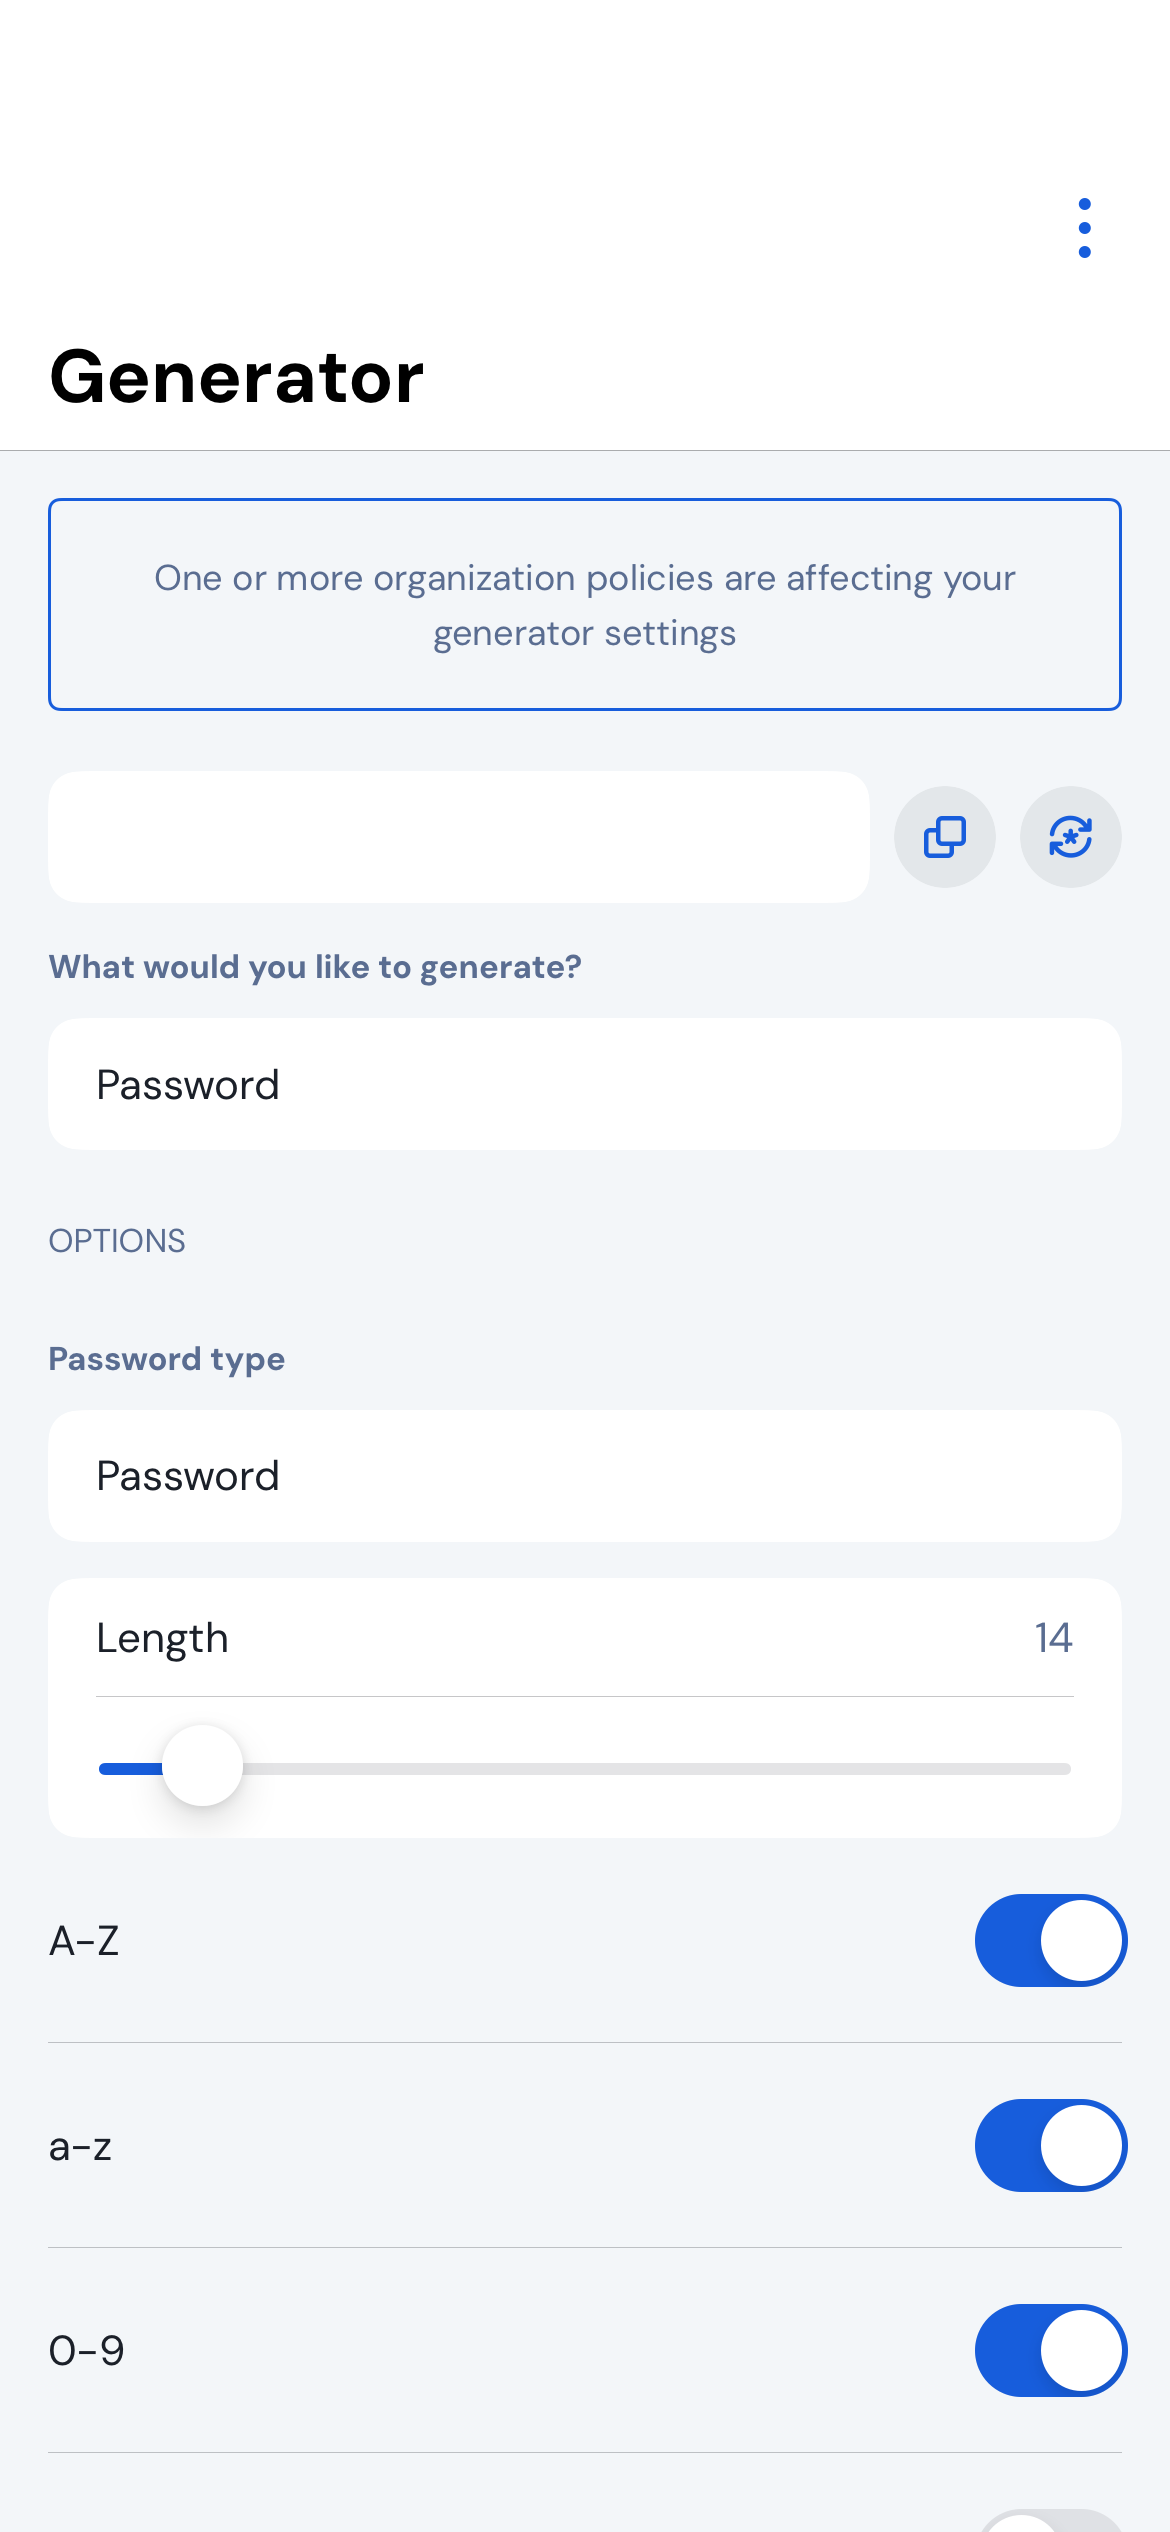 Generator
One or more organization policies are affecting your
generator settings
What would you like to generate?
Password
OPTIONS
Password type
Password
Length 14
A-Z
a-z
0-9